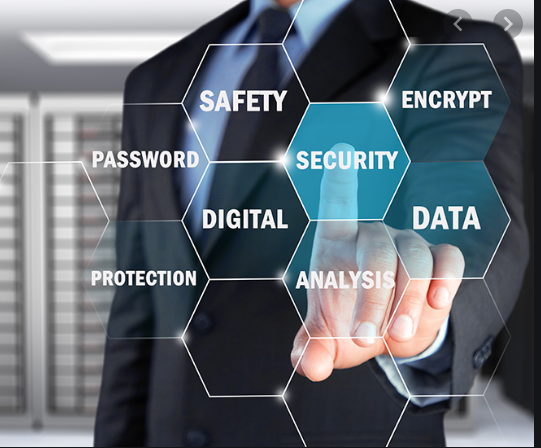 SAFETY
ENCRYPT
PASSWORD
SECURITY
DIGITAL
DATA
PROTECTION
ANALYSIS